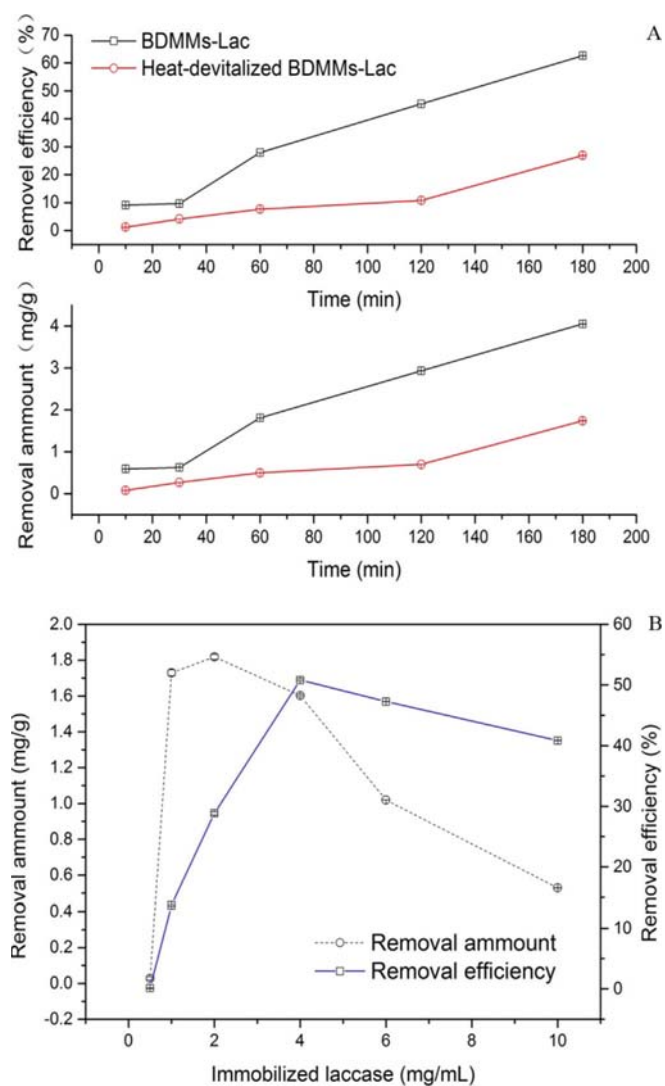 A
BDMMs-Lac
Heat-devitalized BDMMs-Lac
Removel efficiency (%)
70
60
50
40
30
20
10
0
0 20 40 60 80 100 120 140 160 180 200
Time (min)
Removal ammount (mg/g)
4
3
2
1
0
0 20 40 60 80 100 120 140 160 180 200
Time (min)
B
Removal ammount (mg/g)
2.0
1.8
1.6
1.4
1.2
1.0
0.8
0.6
0.4
0.2
0.0
-0.2
60
50
40
30
20
10
0
Removal efficiency (%)
Removal ammount
Removal efficiency
0 2 4 6 8 10
Immobilized laccase (mg/mL)